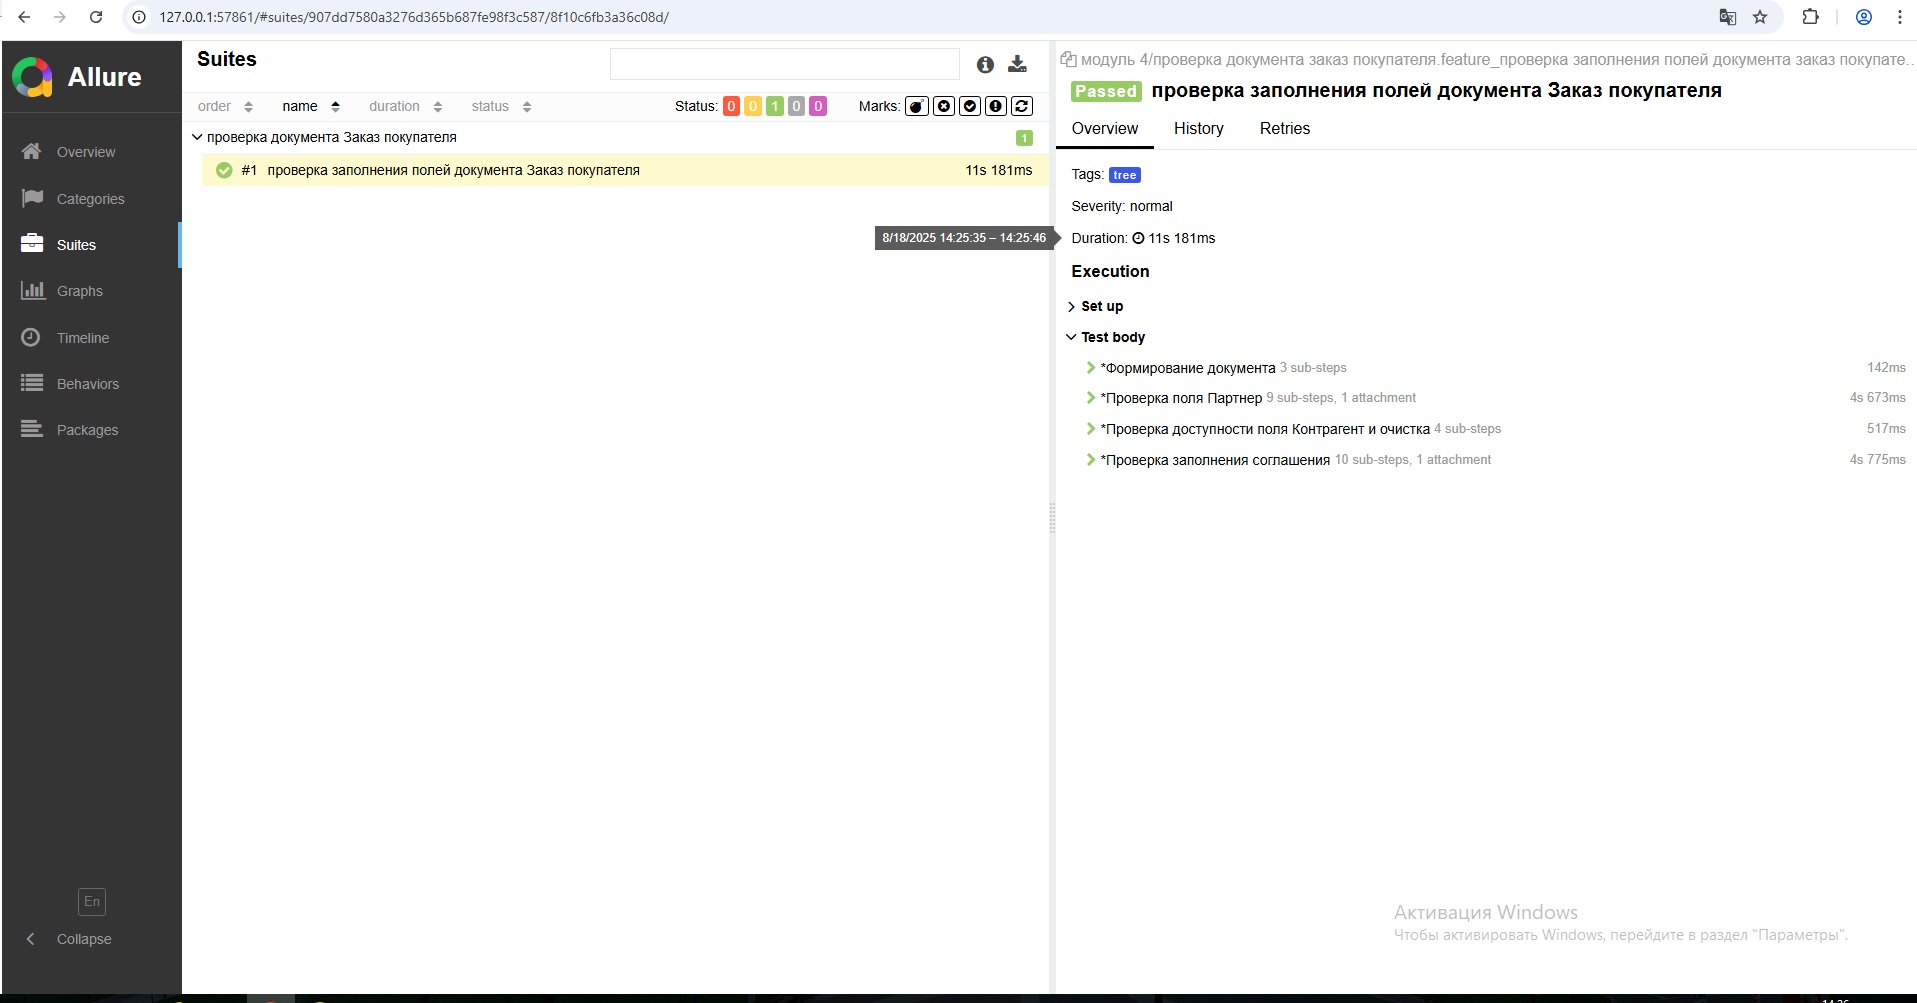 127.0.0.1:57861/#suites/907dd7580a3276d365b687fe98f3c587/8f10c6fb3a36c08d/
Allure
Overview
Categories
Suites
Graphs
Timeline
Behaviors
Packages
En
Collapse
Suites
order name duration status Status: 0 0 1 0 0 Marks:
проверка документа Заказ покупателя 1
#1 проверка заполнения полей документа Заказ покупателя 11s 181ms
8/18/2025 14:25:35 – 14:25:46
модуль 4/проверка документа заказ покупателя.feature_проверка заполнения полей документа заказ покупате...
Passed проверка заполнения полей документа Заказ покупателя
Overview History Retries
Tags: tree
Severity: normal
Duration: 11s 181ms
Execution
Set up
Test body
*Формирование документа 3 sub-steps 142ms
*Проверка поля Партнер 9 sub-steps, 1 attachment 4s 673ms
*Проверка доступности поля Контрагент и очистка 4 sub-steps 517ms
*Проверка заполнения соглашения 10 sub-steps, 1 attachment 4s 775ms
Активация Windows
Чтобы активировать Windows, перейдите в раздел "Параметры".